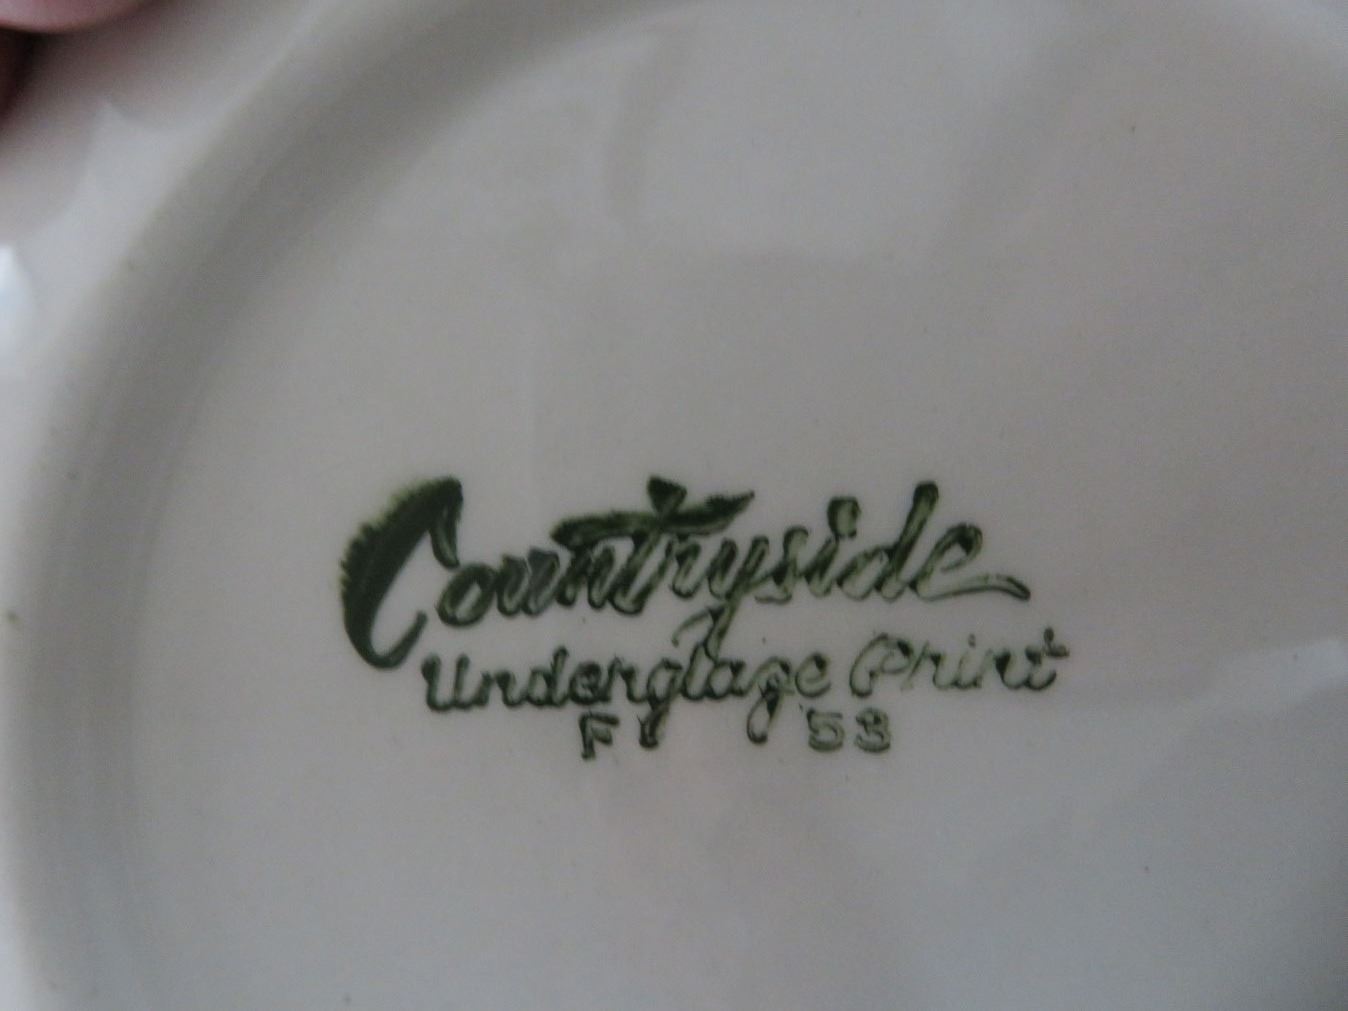 Countryside
Underglaze Print
F 53